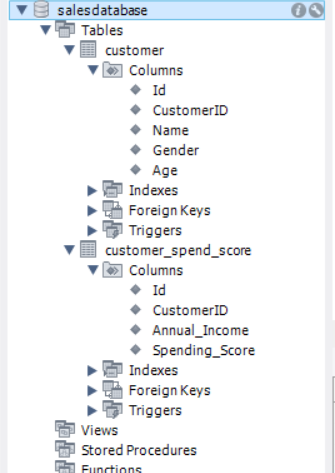 salesdatabase
Tables
customer
Columns
Id
CustomerID
Name
Gender
Age
Indexes
Foreign Keys
Triggers
customer_spend_score
Columns
Id
CustomerID
Annual_Income
Spending_Score
Indexes
Foreign Keys
Triggers
Views
Stored Procedures
Functions